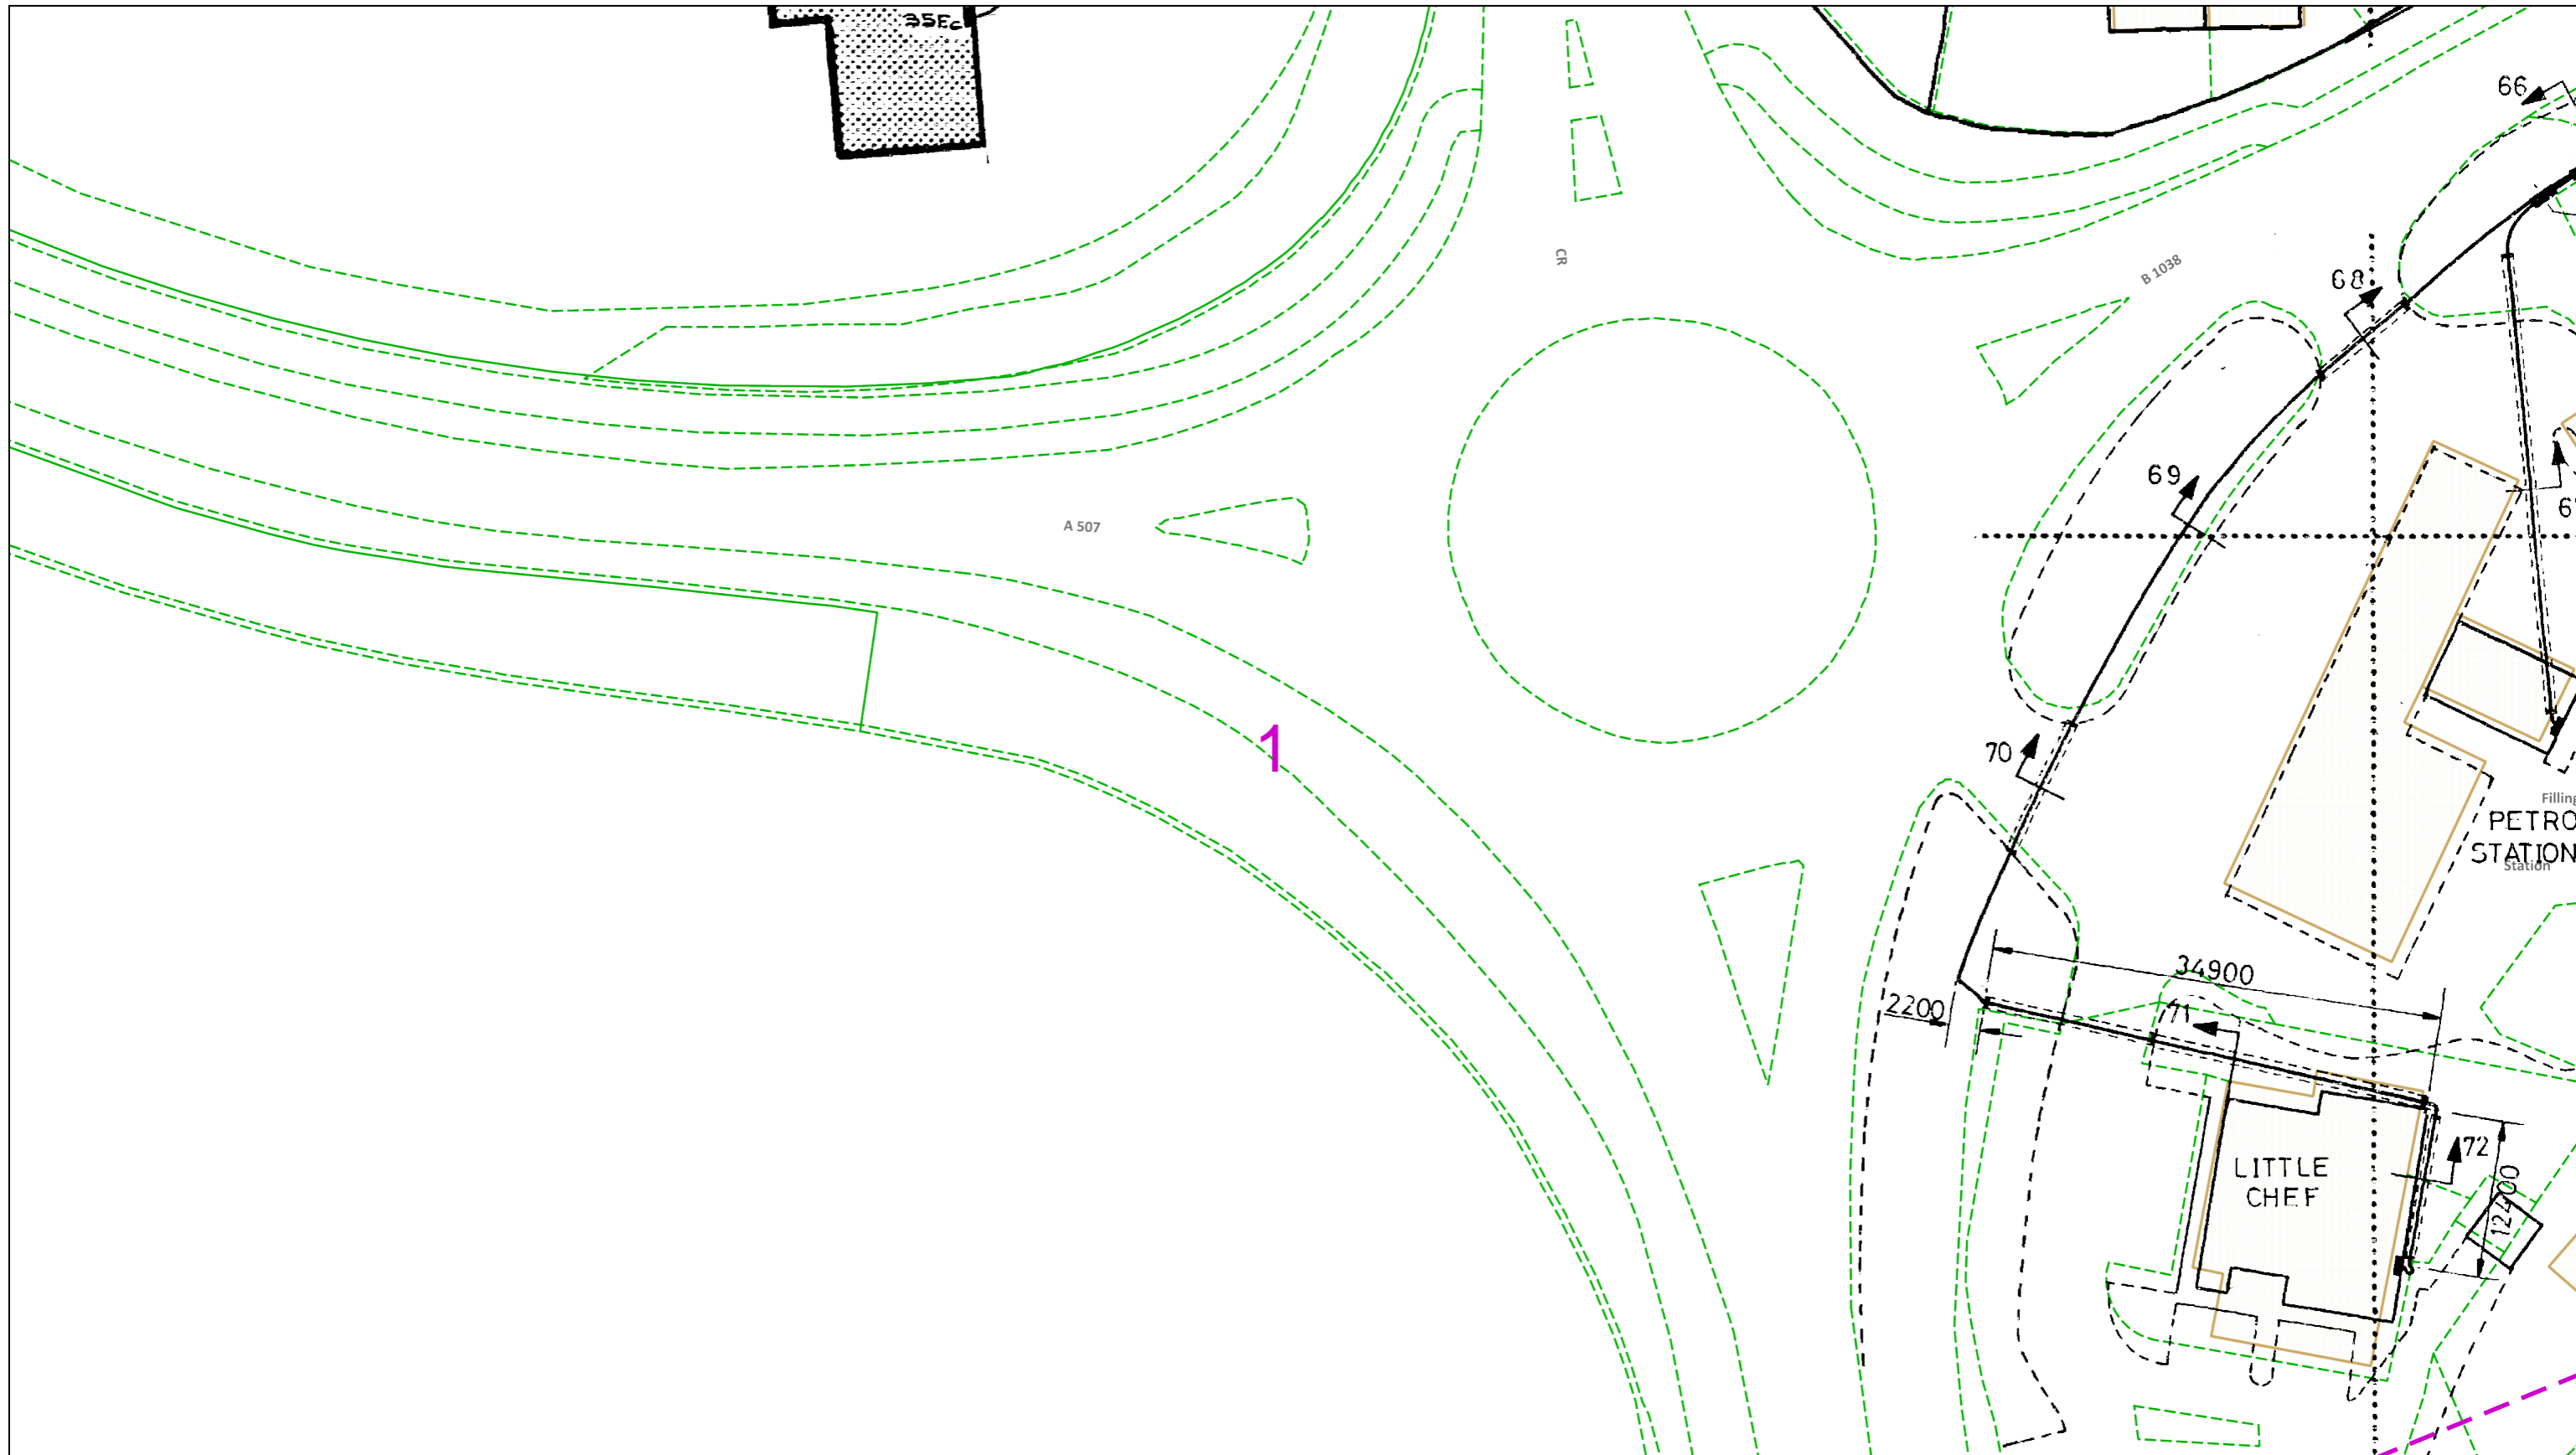 35Ec
66
CR
B 1038
68
69
A 507
1
70
Filling
PETRO
STATION
Station
34900
2200
71
72
LITTLE
CHEF
12400